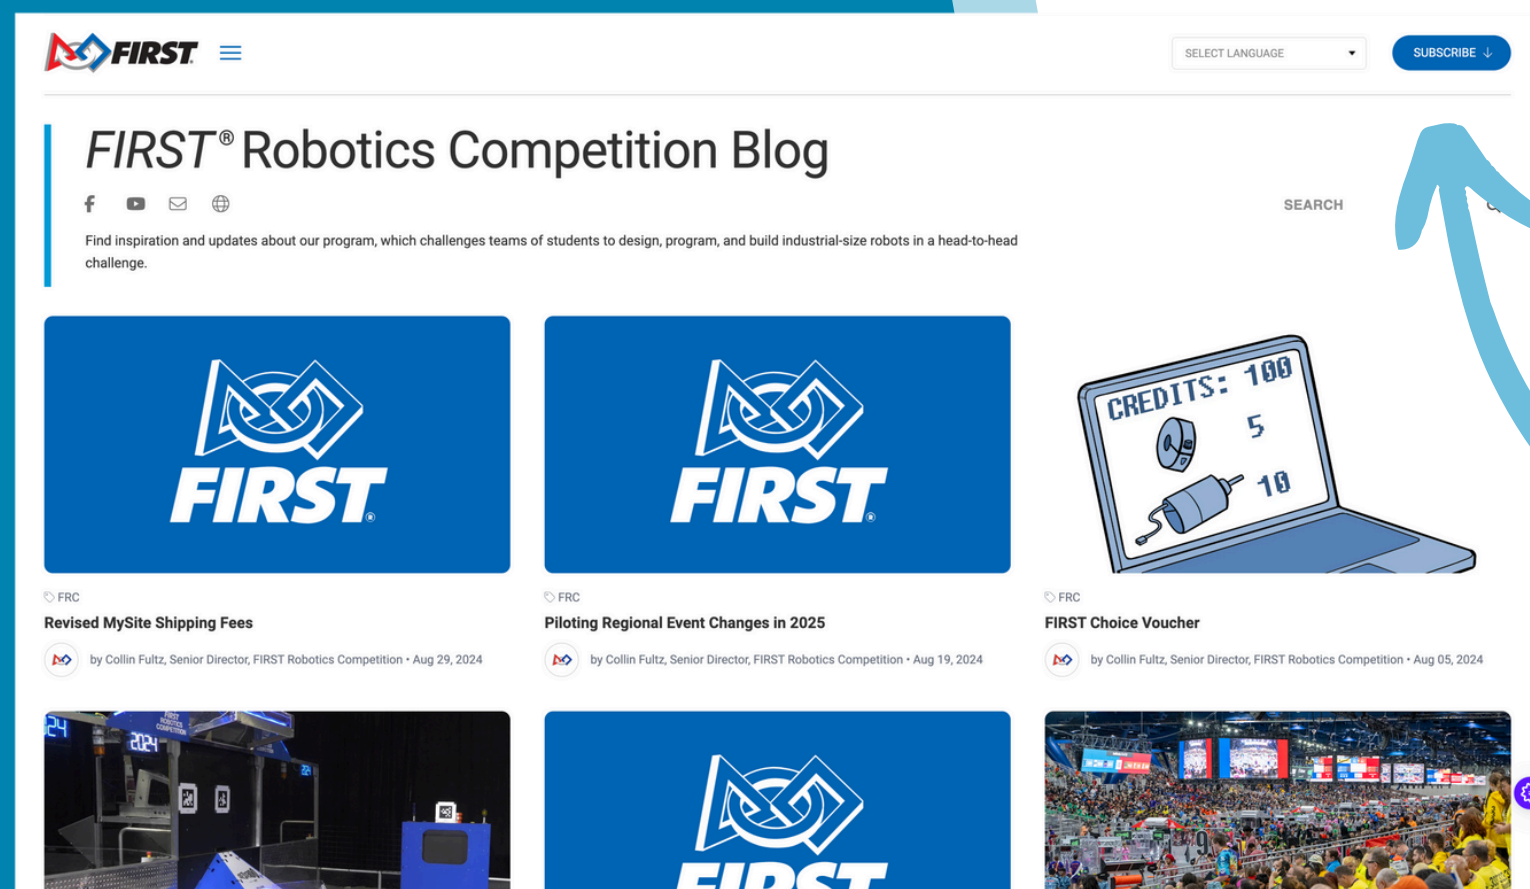 FIRST
SELECT LANGUAGE
SUBSCRIBE ↓
FIRST® Robotics Competition Blog
SEARCH
Find inspiration and updates about our program, which challenges teams of students to design, program, and build industrial-size robots in a head-to-head
challenge.
FIRST®
FIRST®
CREDITS: 100
5
10
FRC
Revised MySite Shipping Fees
by Collin Fultz, Senior Director, FIRST Robotics Competition • Aug 29, 2024
FRC
Piloting Regional Event Changes in 2025
by Collin Fultz, Senior Director, FIRST Robotics Competition • Aug 19, 2024
FRC
FIRST Choice Voucher
by Collin Fultz, Senior Director, FIRST Robotics Competition • Aug 05, 2024
FIRST
ROBOTICS
COMPETITION
2024
FIRST